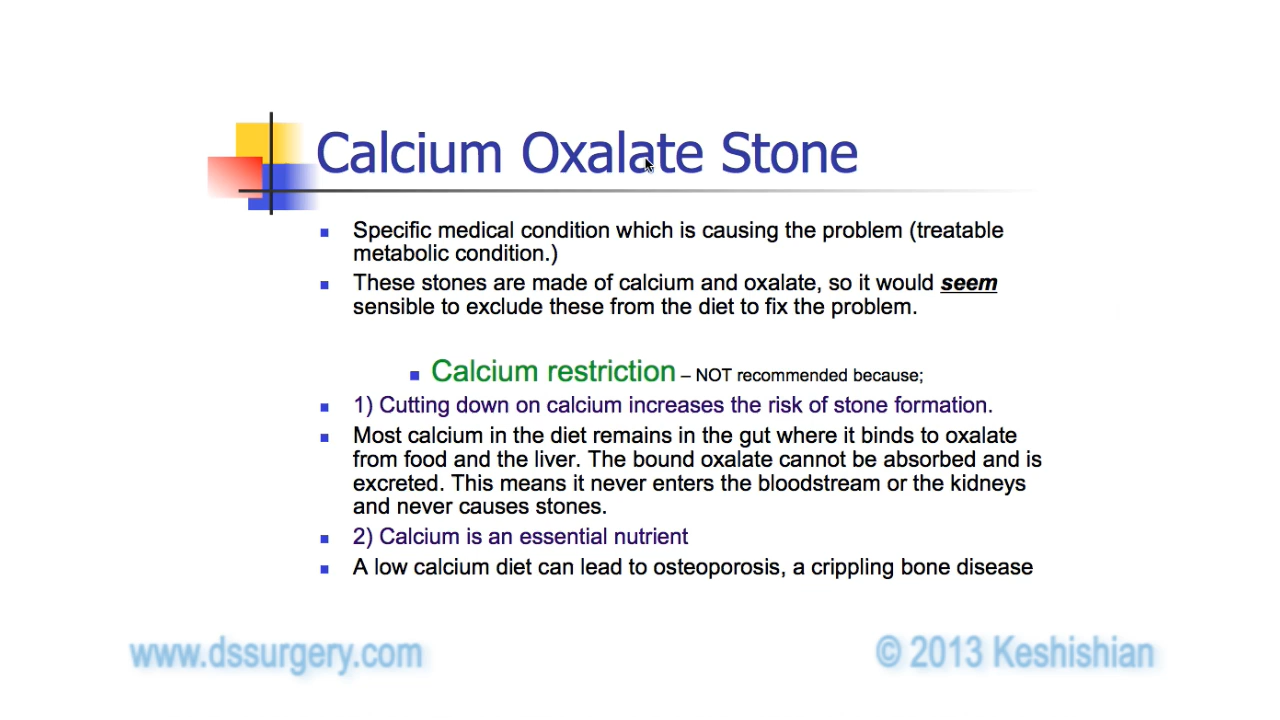 Calcium Oxalate Stone
Specific medical condition which is causing the problem (treatable
metabolic condition.)
These stones are made of calcium and oxalate, so it would seem
sensible to exclude these from the diet to fix the problem.
Calcium restriction – NOT recommended because;
1) Cutting down on calcium increases the risk of stone formation.
Most calcium in the diet remains in the gut where it binds to oxalate
from food and the liver. The bound oxalate cannot be absorbed and is
excreted. This means it never enters the bloodstream or the kidneys
and never causes stones.
2) Calcium is an essential nutrient
A low calcium diet can lead to osteoporosis, a crippling bone disease
www.dssurgery.com
© 2013 Keshishian